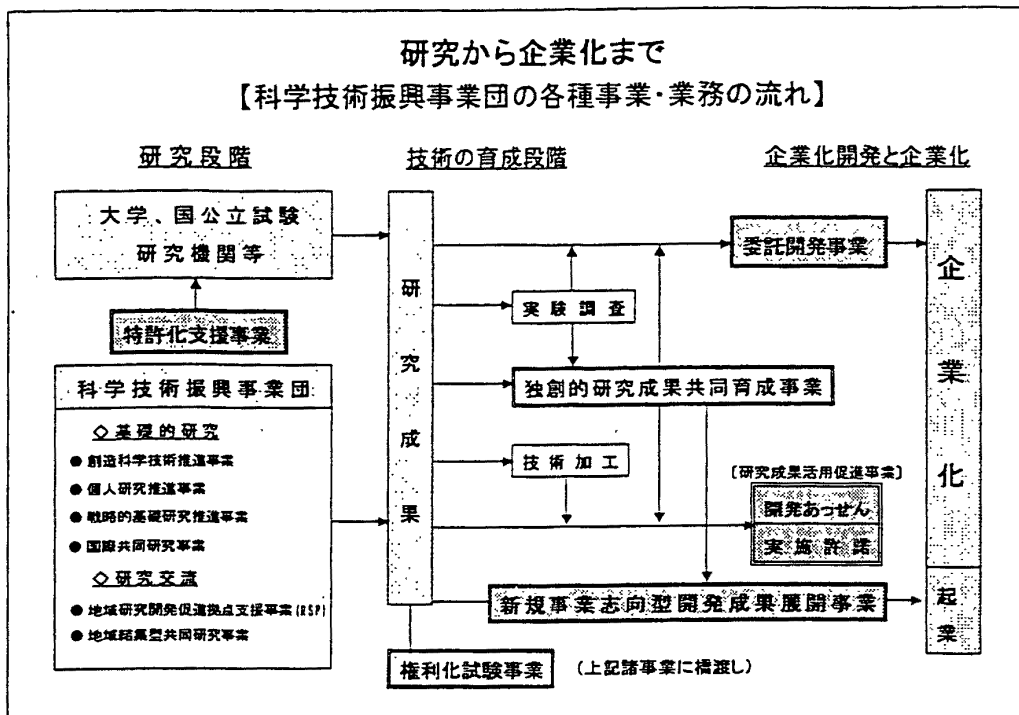 研究から企業化まで
【科学技術振興事業団の各種事業・業務の流れ】
研究段階
技術の育成段階
企業化開発と企業化
大学、国公立試験
研究機関等
特許化支援事業
科学技術振興事業団
◇基礎的研究
●創造科学技術推進事業
●個人研究推進事業
●戦略的基礎研究推進事業
●国際共同研究事業
◇研究交流
●地域研究開発促進拠点支援事業(RSP)
●地域結集型共同研究事業
研究成果
実験調査
独創的研究成果共同育成事業
技術加工
新規事業志向型開発成果展開事業
権利化試験事業
(上記諸事業に橋渡し)
委託開発事業
[研究成果活用促進事業]
開発あっせん
実施許諾
企業化
起業